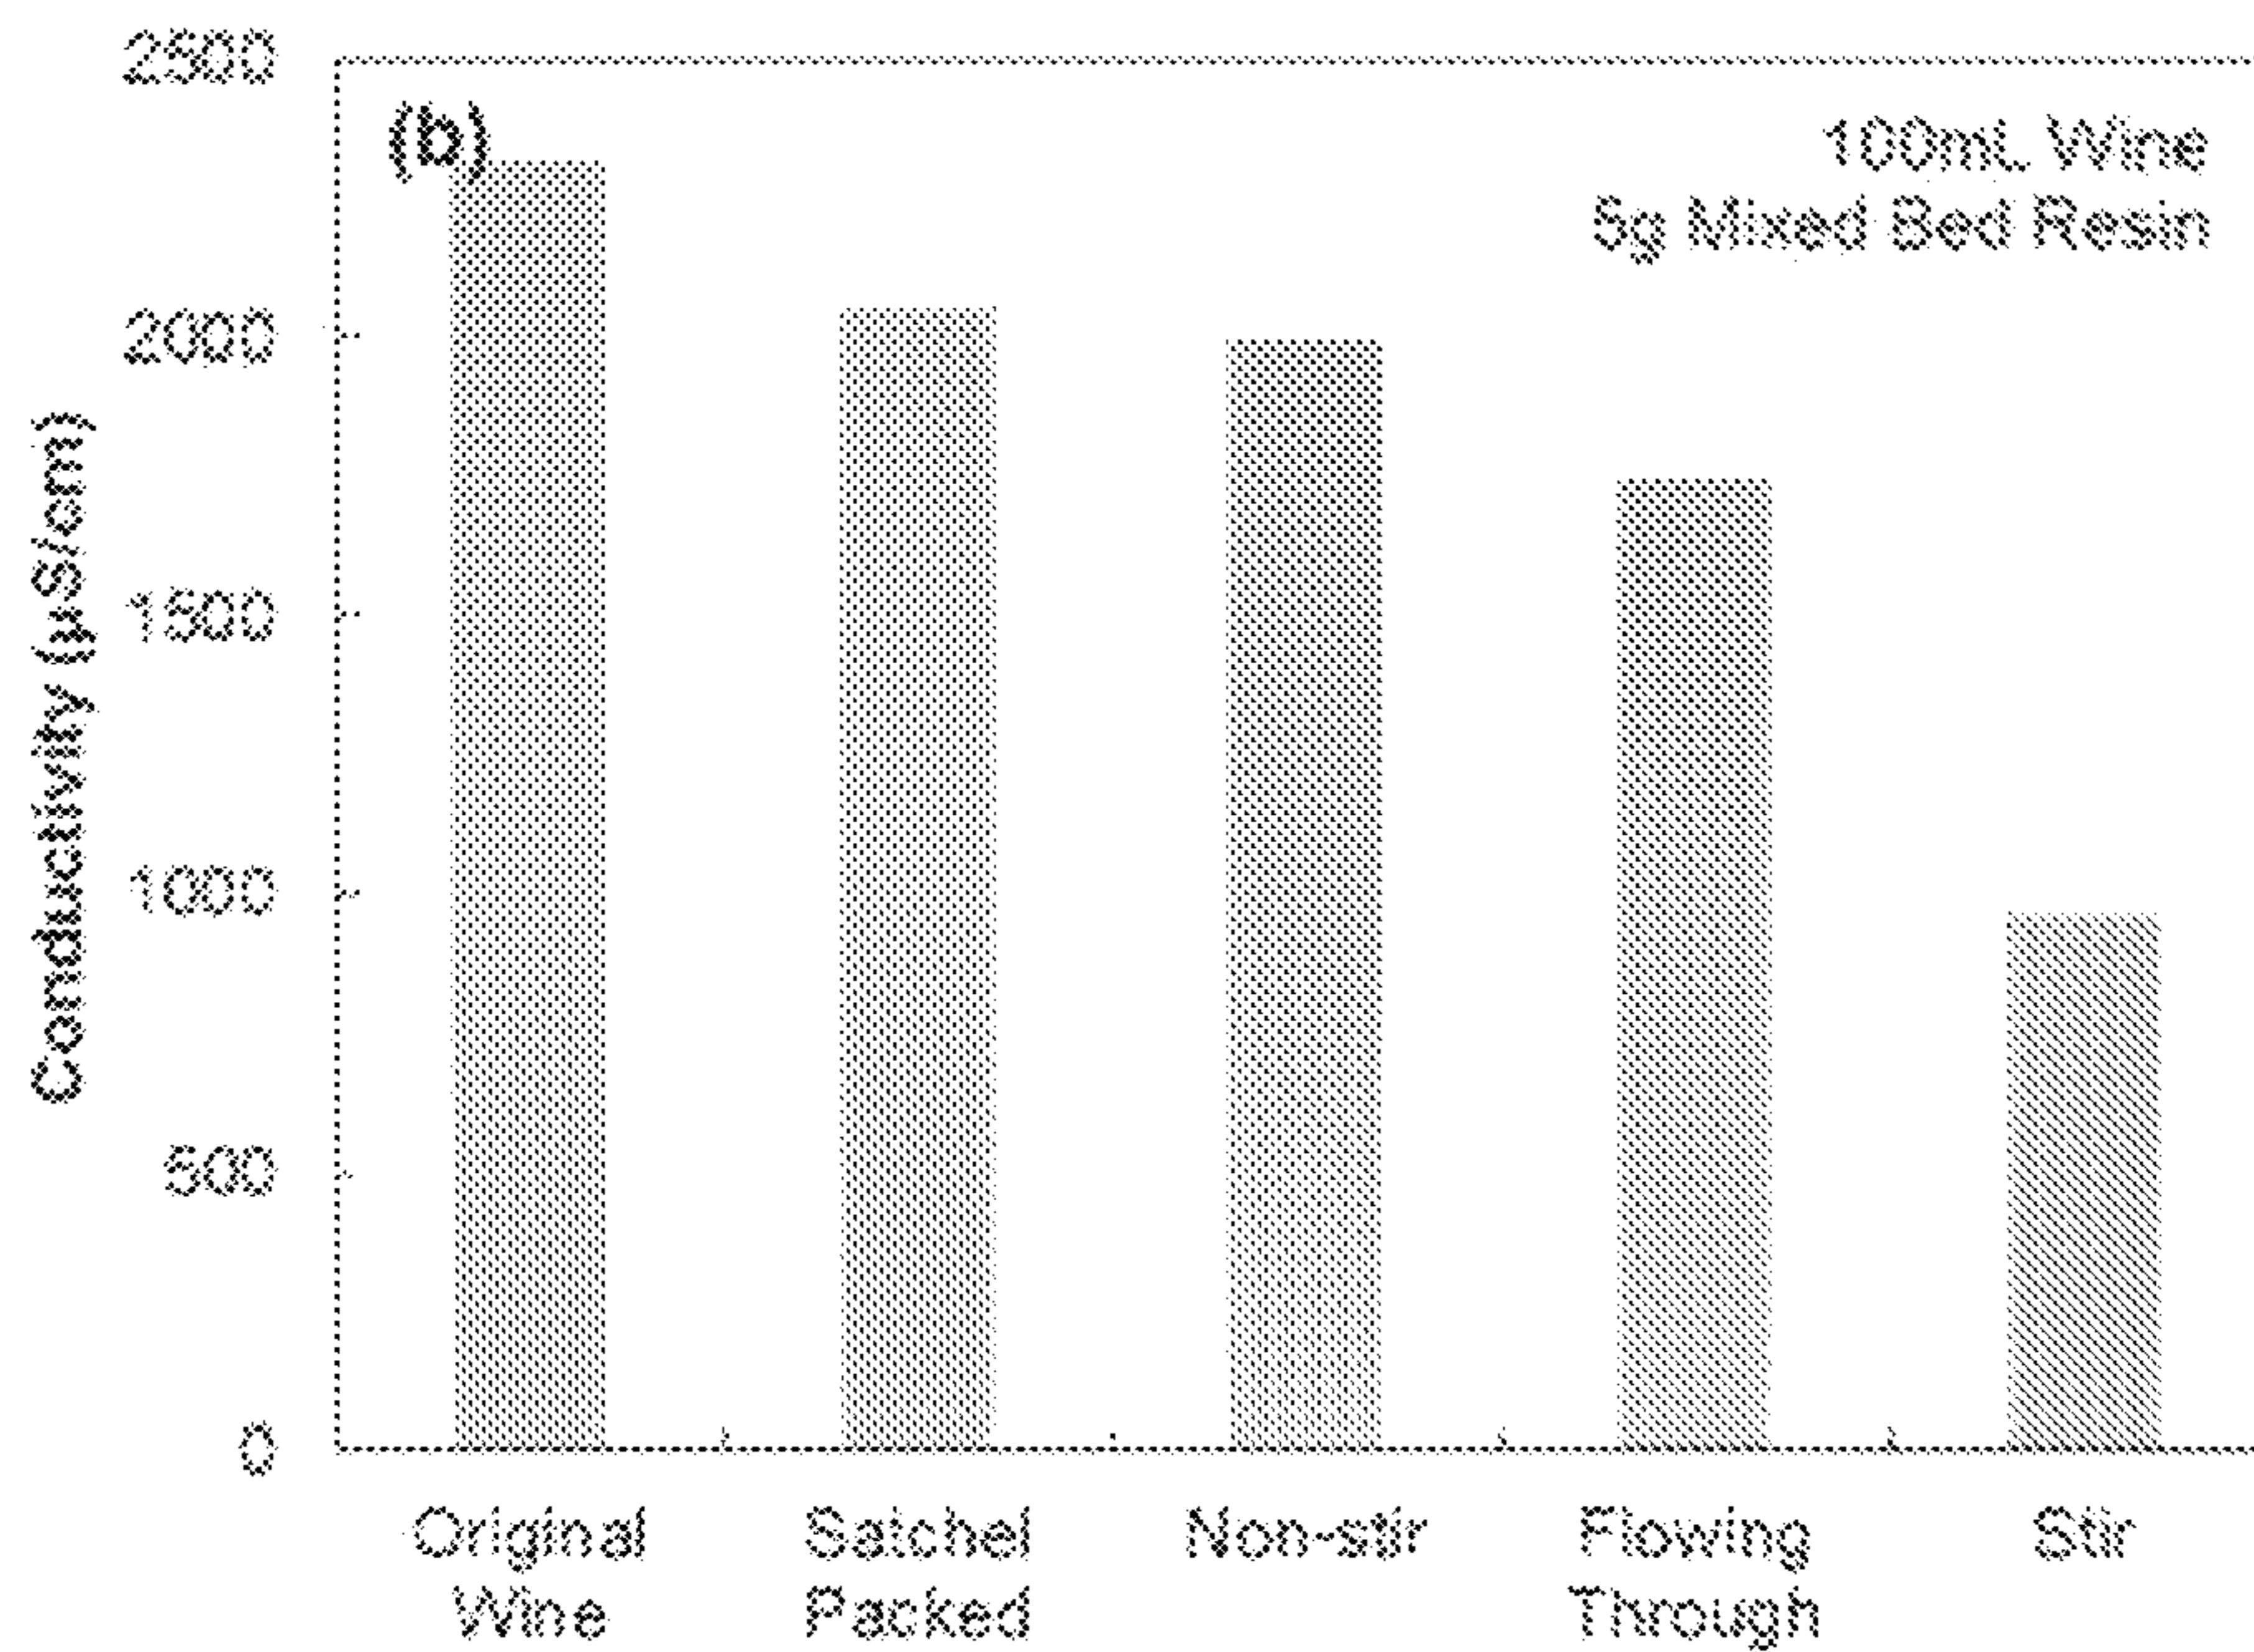 2500
(b)
100mL Wine
5g Mixed Bed Resin
2000
1500
1000
500
0
Conductivity (µS/cm)
Original
Wine
Satchel
Packed
Non-stir
Flowing
Through
Stir